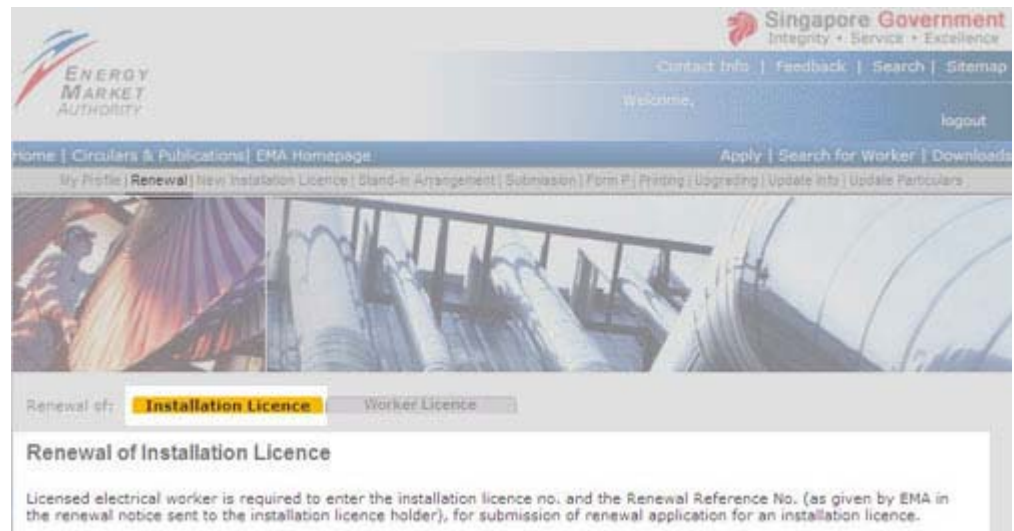 Singapore Government
Integrity • Service • Excellence
ENERGY
MARKET
AUTHORITY
Contact Info | Feedback | Search | Sitemap
Welcome,
logout
Home | Circulars & Publications| EMA Homepage
Apply | Search for Worker | Downloads
My Profile | Renewal | New Installation Licence | Stand-in Arrangement | Submission | Form P | Printing | Upgrading | Update Info | Update Particulars
Renewal of:
Installation Licence
Worker Licence
Renewal of Installation Licence
Licensed electrical worker is required to enter the installation licence no. and the Renewal Reference No. (as given by EMA in
the renewal notice sent to the installation licence holder), for submission of renewal application for an installation licence.